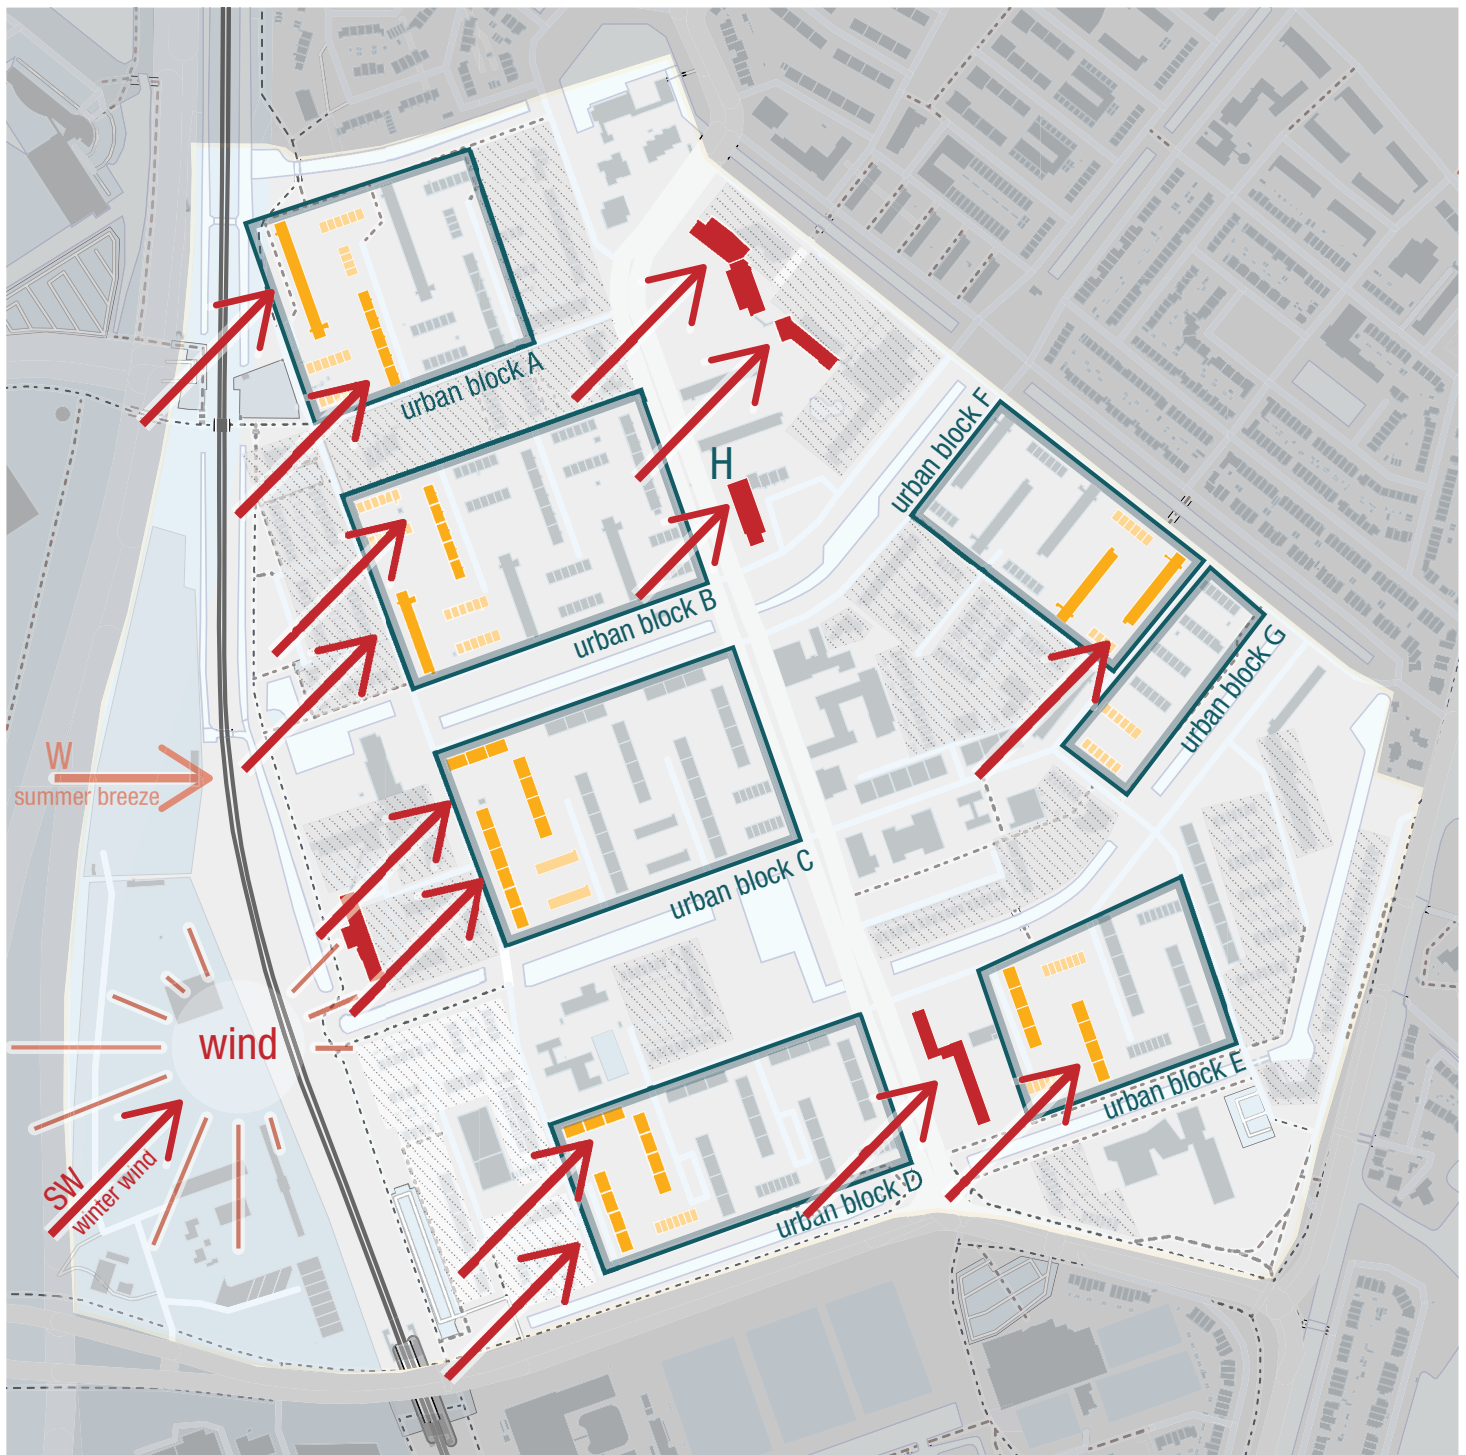 urban block A
H
urban block F
urban block B
urban block G
W
summer breeze
urban block C
wind
urban block E
SW
winter wind
urban block D